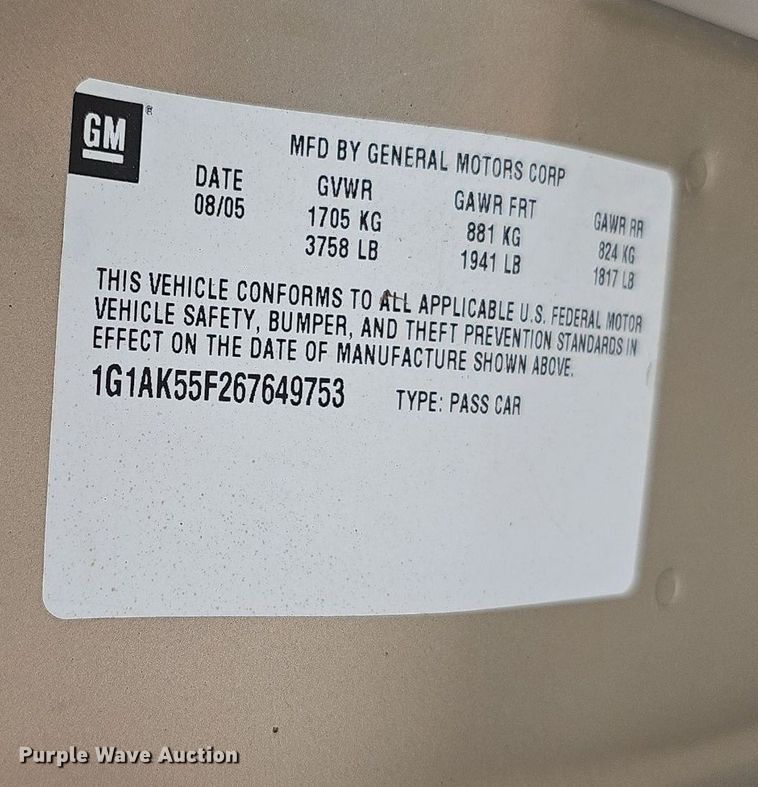 GM ®
MFD BY GENERAL MOTORS CORP
DATE GVWR GAWR FRT GAWR RR
08/05 1705 KG 881 KG 824 KG
3758 LB 1941 LB 1817 LB
THIS VEHICLE CONFORMS TO ALL APPLICABLE U.S. FEDERAL MOTOR
VEHICLE SAFETY, BUMPER, AND THEFT PREVENTION STANDARDS IN
EFFECT ON THE DATE OF MANUFACTURE SHOWN ABOVE.
1G1AK55F267649753 TYPE: PASS CAR
Purple Wave Auction